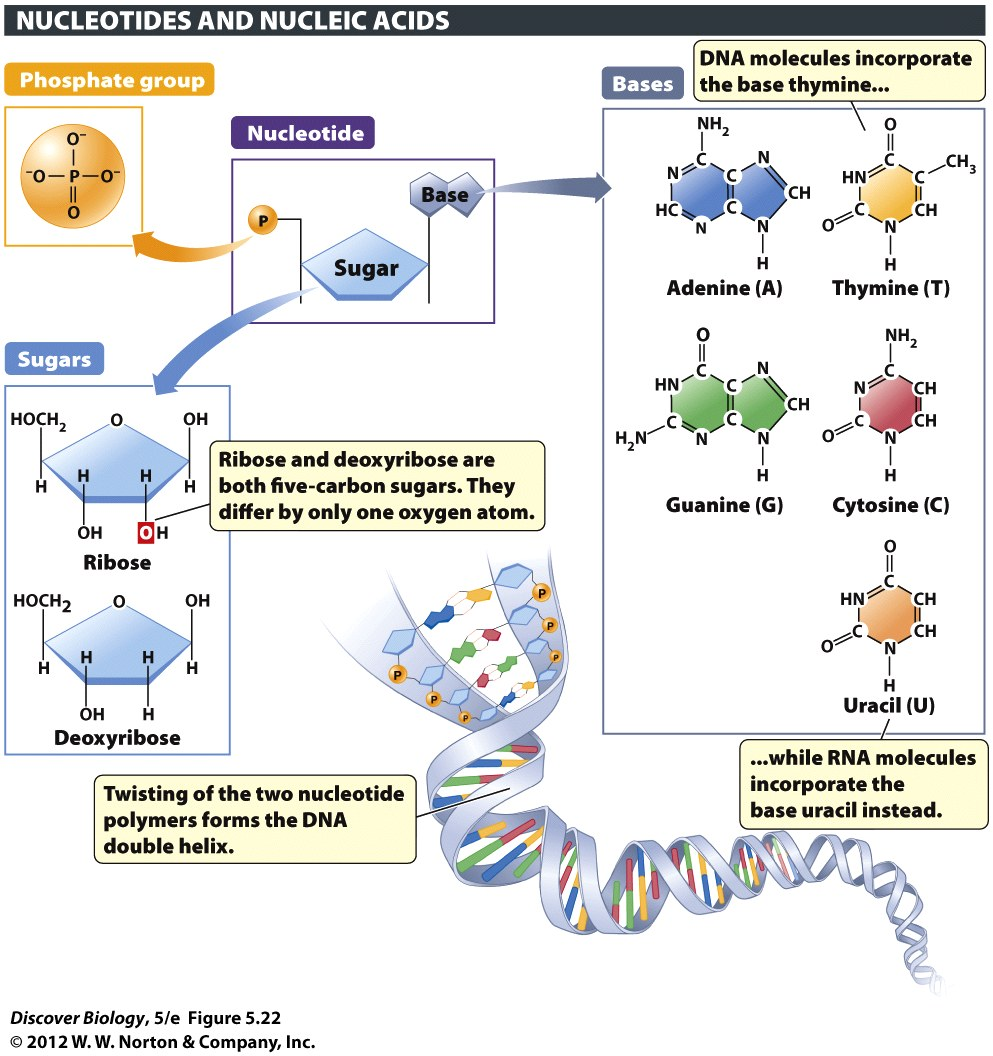 NUCLEOTIDES AND NUCLEIC ACIDS
Phosphate group
O⁻
⁻O–P–O⁻
O
Nucleotide
P
Base
Sugar
Bases
DNA molecules incorporate
the base thymine...
NH₂
N
C
C
N
CH
HC
N
C
N
H
Adenine (A)
O
C
HN
C
CH₃
C
CH
O
N
H
Thymine (T)
O
C
HN
C
N
CH
C
C
H₂N
N
N
H
Guanine (G)
NH₂
C
N
CH
C
CH
O
N
H
Cytosine (C)
O
C
HN
CH
C
CH
O
N
H
Uracil (U)
...while RNA molecules
incorporate the
base uracil instead.
Sugars
HOCH₂
O
OH
H
H
H
H
OH
OH
Ribose
Ribose and deoxyribose are
both five-carbon sugars. They
differ by only one oxygen atom.
HOCH₂
O
OH
H
H
H
H
OH
H
Deoxyribose
P
P
P
P
P
P
Twisting of the two nucleotide
polymers forms the DNA
double helix.
Discover Biology, 5/e Figure 5.22
© 2012 W. W. Norton & Company, Inc.